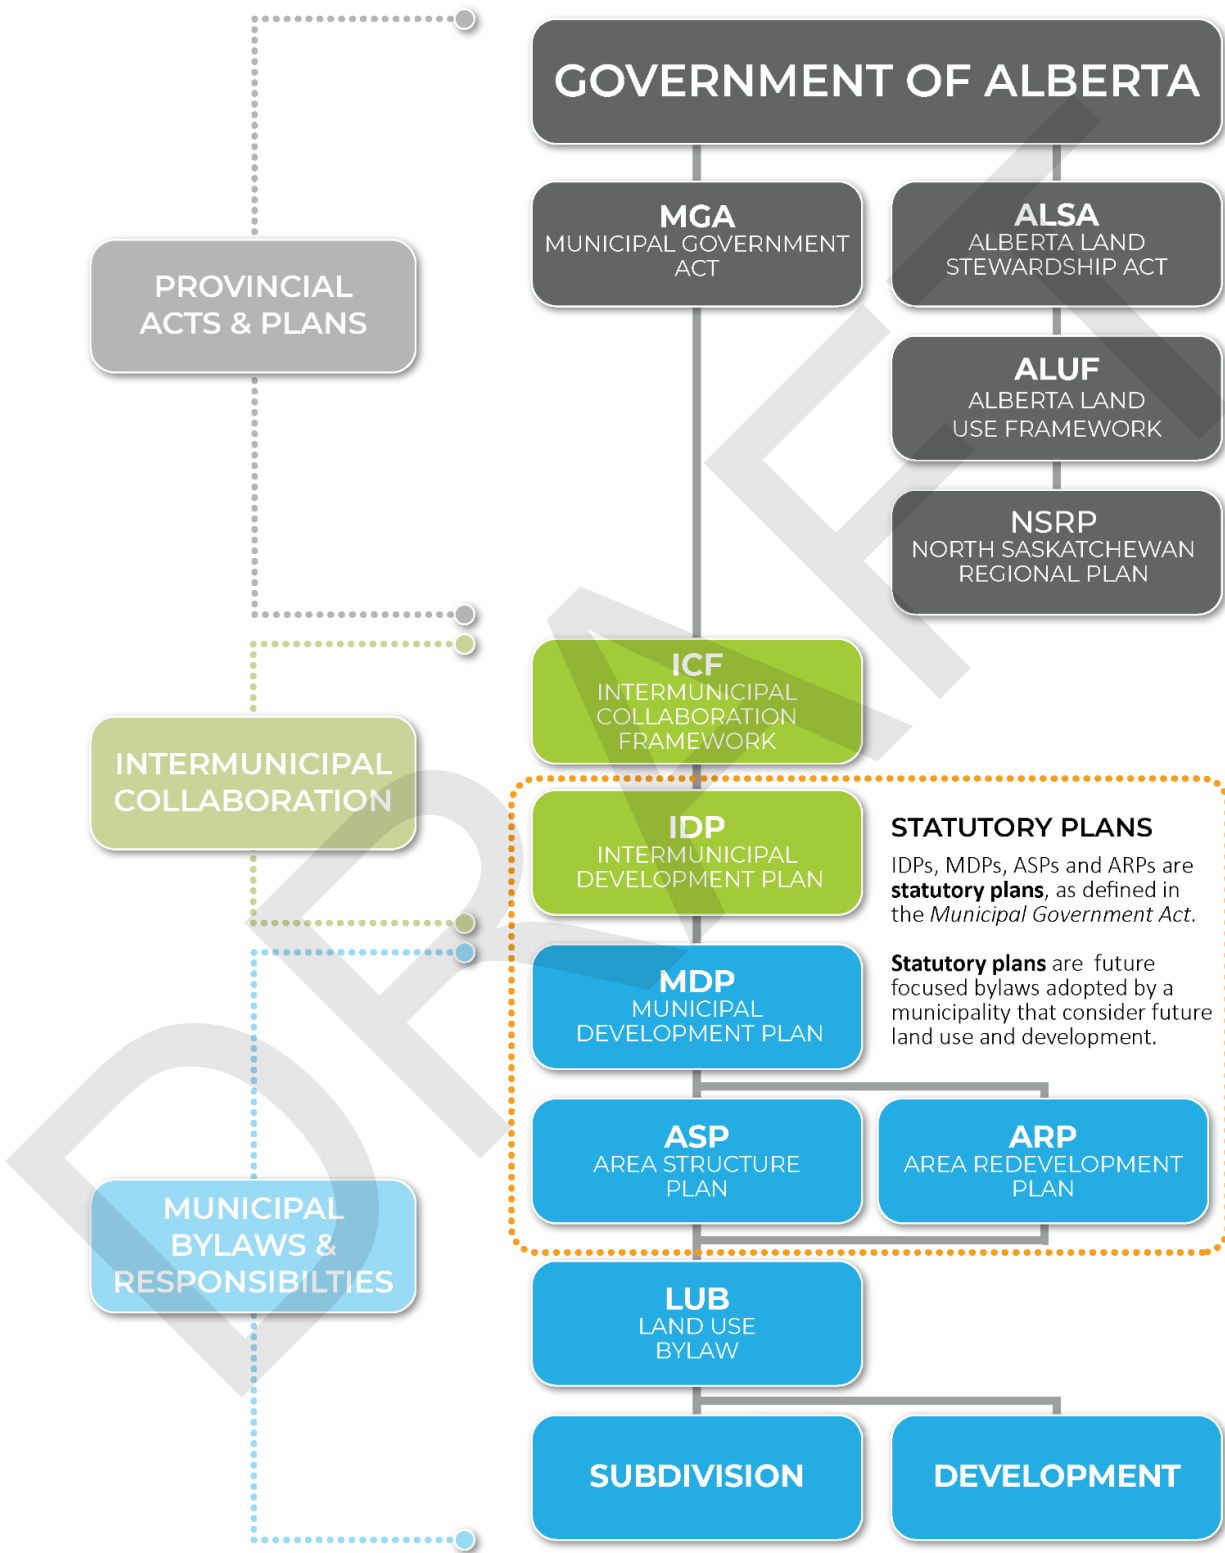 GOVERNMENT OF ALBERTA
MGA
MUNICIPAL GOVERNMENT
ACT
ALSA
ALBERTA LAND
STEWARDSHIP ACT
PROVINCIAL
ACTS & PLANS
ALUF
ALBERTA LAND
USE FRAMEWORK
NSRP
NORTH SASKATCHEWAN
REGIONAL PLAN
ICF
INTERMUNICIPAL
COLLABORATION
FRAMEWORK
INTERMUNICIPAL
COLLABORATION
IDP
INTERMUNICIPAL
DEVELOPMENT PLAN
STATUTORY PLANS
IDPs, MDPs, ASPs and ARPs are
statutory plans, as defined in
the Municipal Government Act.
Statutory plans are future
focused bylaws adopted by a
municipality that consider future
land use and development.
MDP
MUNICIPAL
DEVELOPMENT PLAN
ASP
AREA STRUCTURE
PLAN
ARP
AREA REDEVELOPMENT
PLAN
MUNICIPAL
BYLAWS &
RESPONSIBILTIES
LUB
LAND USE
BYLAW
SUBDIVISION
DEVELOPMENT
DRAFT